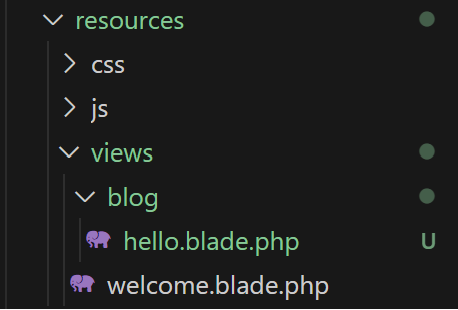 resources
css
js
views
blog
hello.blade.php U
welcome.blade.php